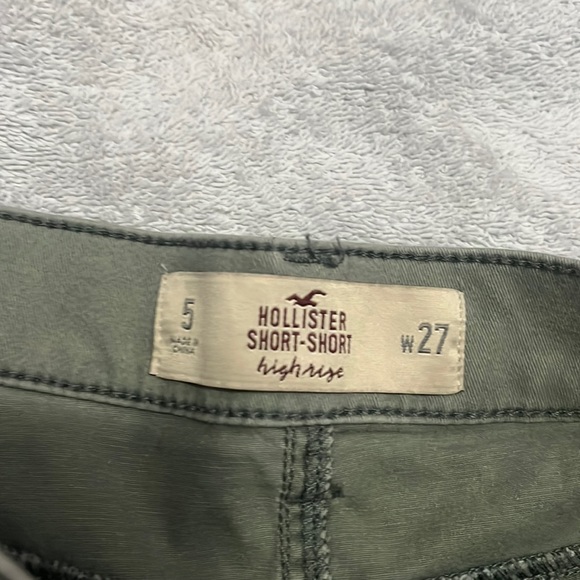 5
MADE IN
CHINA
HOLLISTER
SHORT-SHORT
high rise
W 27